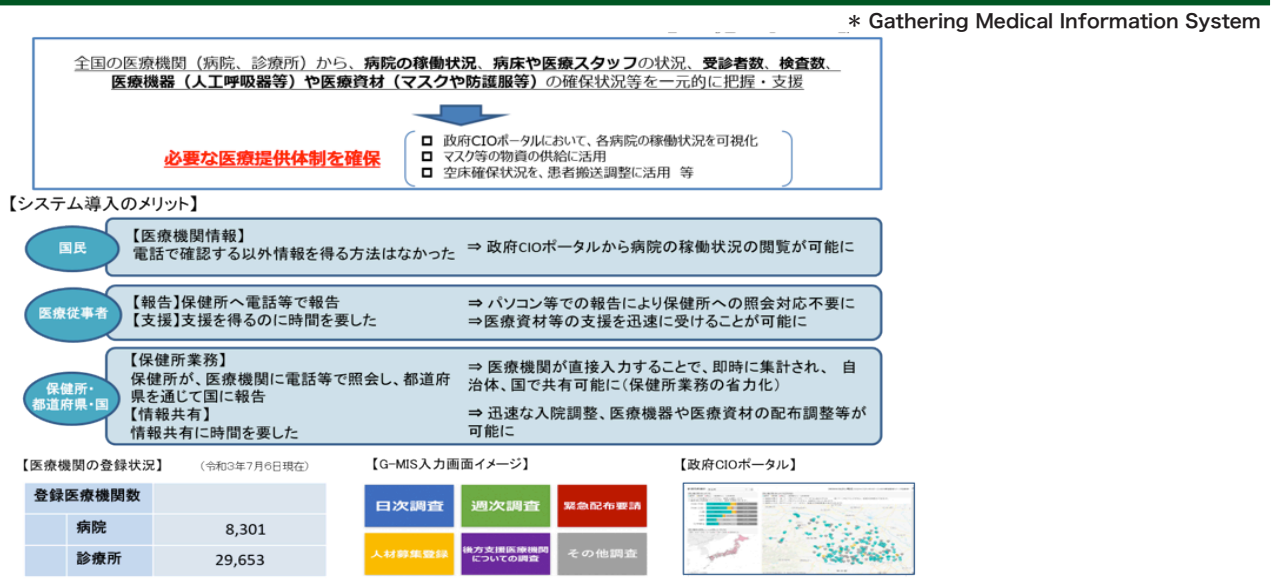 ＊ Gathering Medical Information System
全国の医療機関（病院、診療所）から、病院の稼働状況、病床や医療スタッフの状況、受診者数、検査数、
医療機器（人工呼吸器等）や医療資材（マスクや防護服等）の確保状況等を一元的に把握・支援
必要な医療提供体制を確保
政府CIOポータルにおいて、各病院の稼働状況を可視化
マスク等の物資の供給に活用
空床確保状況を、患者搬送調整に活用 等
【システム導入のメリット】
国民
【医療機関情報】
電話で確認する以外情報を得る方法はなかった
⇒ 政府CIOポータルから病院の稼働状況の閲覧が可能に
医療従事者
【報告】保健所へ電話等で報告
【支援】支援を得るのに時間を要した
⇒ パソコン等での報告により保健所への照会対応不要に
⇒医療資材等の支援を迅速に受けることが可能に
保健所・
都道府県・国
【保健所業務】
保健所が、医療機関に電話等で照会し、都道府
県を通じて国に報告
【情報共有】
情報共有に時間を要した
⇒ 医療機関が直接入力することで、即時に集計され、 自
治体、国で共有可能に（保健所業務の省力化）
⇒ 迅速な入院調整、医療機器や医療資材の配布調整等が
可能に
【医療機関の登録状況】 （令和3年7月6日現在）
登録医療機関数
病院 8,301
診療所 29,653
【G-MIS入力画面イメージ】
日次調査 週次調査 緊急配布要請
人材募集登録 後方支援医療機関
についての調査 その他調査
【政府CIOポータル】